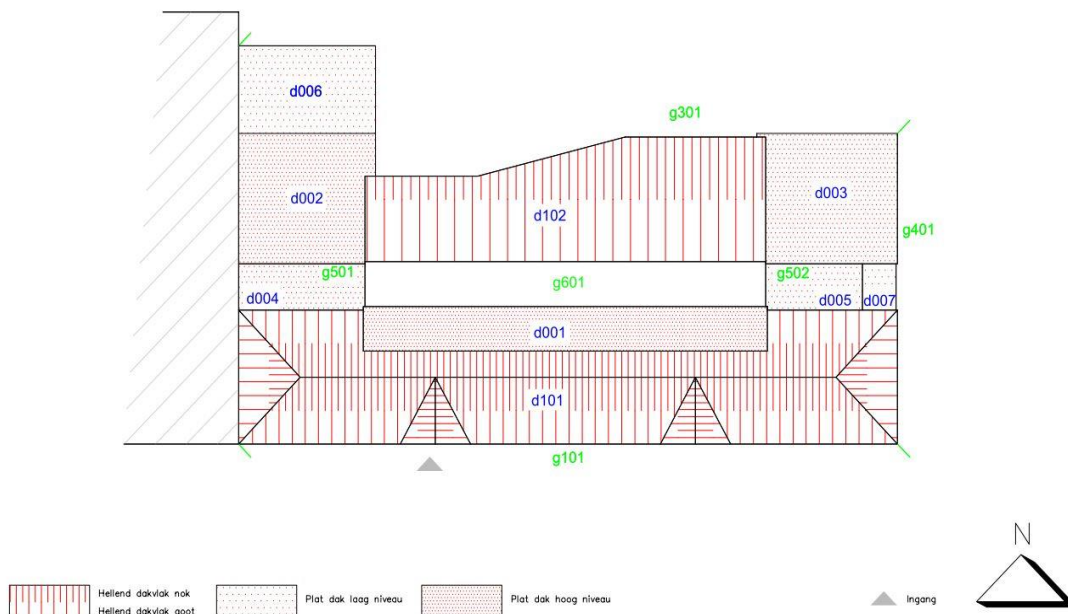 d006
g301
d002
d003
d102
g401
g501
g502
g601
d004
d005
d007
d001
d101
g101
N
Hellend dakvlak nok
Plat dak laag niveau
Plat dak hoog niveau
Ingang
Hellend dakvlak goot